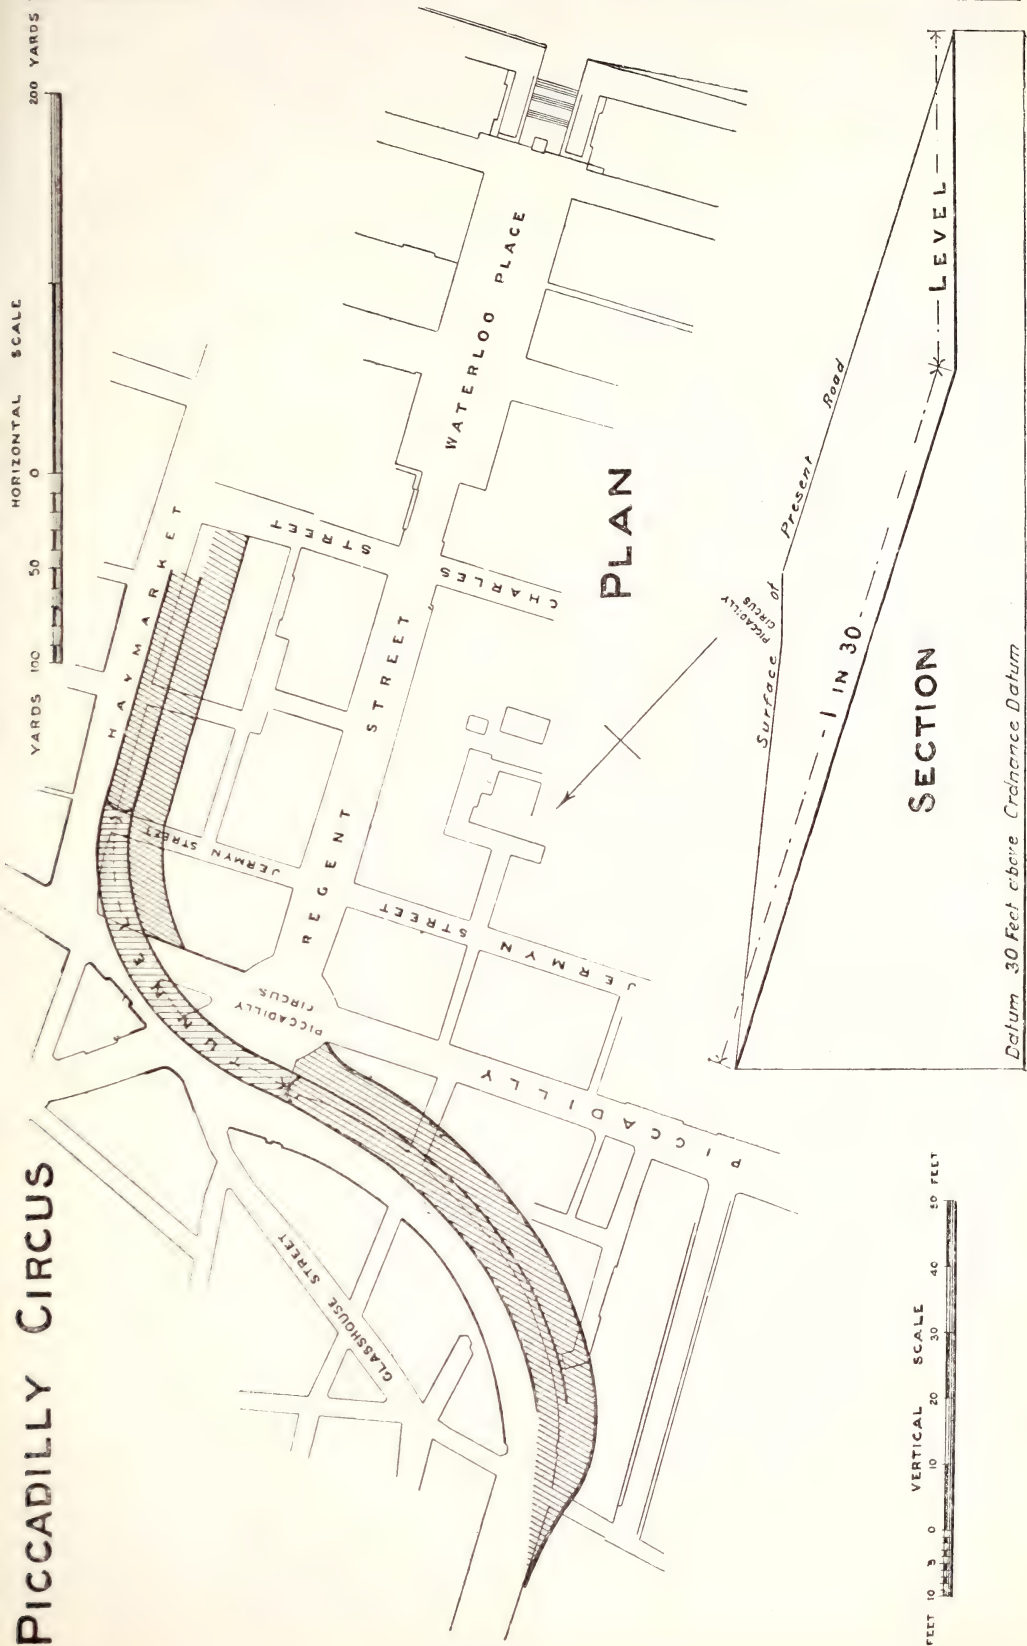 PICCADILLY CIRCUS
HORIZONTAL SCALE
YARDS 100 50 0 200 YARDS
HAYMARKET
TUNNEL
STREET
CHARLES
WATERLOO PLACE
JERMYN STREET
REGENT STREET
PICCADILLY
CIRCUS
JERMYN STREET
PICCADILLY
GLASSHOUSE STREET
PLAN
PICCADILLY
CIRCUS
Surface of Present Road
1 IN 30
LEVEL
SECTION
Datum 30 Feet above Ordnance Datum
VERTICAL SCALE
FEET 10 5 0 10 20 30 40 50 FEET